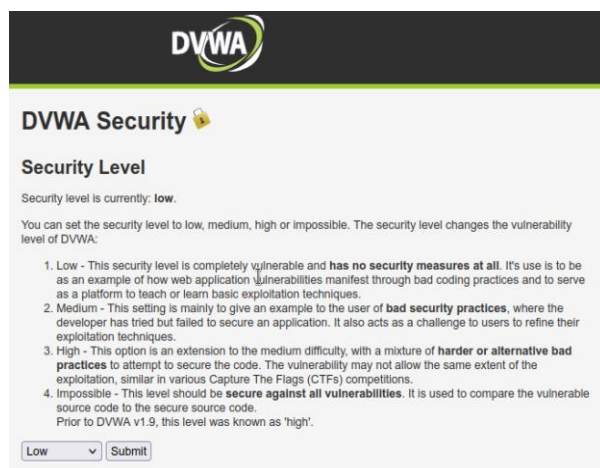 DVWA
DVWA Security
Security Level
Security level is currently: low.
You can set the security level to low, medium, high or impossible. The security level changes the vulnerability
level of DVWA:
1. Low - This security level is completely vulnerable and has no security measures at all. It's use is to be
as an example of how web application vulnerabilities manifest through bad coding practices and to serve
as a platform to teach or learn basic exploitation techniques.
2. Medium - This setting is mainly to give an example to the user of bad security practices, where the
developer has tried but failed to secure an application. It also acts as a challenge to users to refine their
exploitation techniques.
3. High - This option is an extension to the medium difficulty, with a mixture of harder or alternative bad
practices to attempt to secure the code. The vulnerability may not allow the same extent of the
exploitation, similar in various Capture The Flags (CTFs) competitions.
4. Impossible - This level should be secure against all vulnerabilities. It is used to compare the vulnerable
source code to the secure source code.
Prior to DVWA v1.9, this level was known as 'high'.
Low Submit